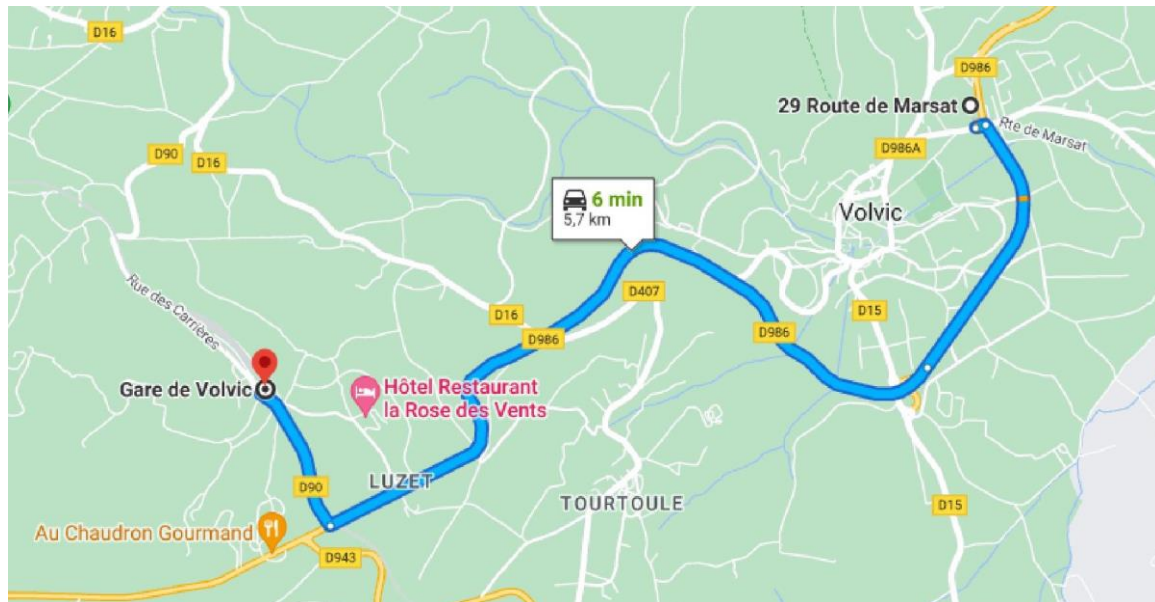 D16
D986
29 Route de Marsat
Rte de Marsat
D986A
D90
D16
6 min
5,7 km
Volvic
Rue des Carrières
D407
D16
D986
D15
D986
Gare de Volvic
Hôtel Restaurant
la Rose des Vents
LUZET
D90
TOURTOULE
D15
Au Chaudron Gourmand
D943